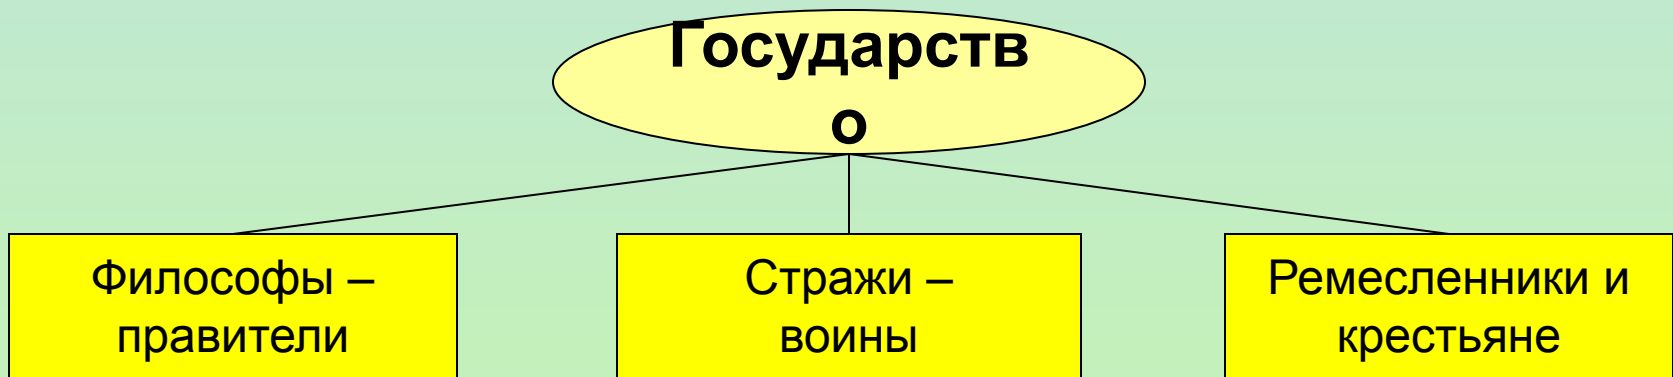 Государств
о
Философы –
правители
Стражи –
воины
Ремесленники и
крестьяне